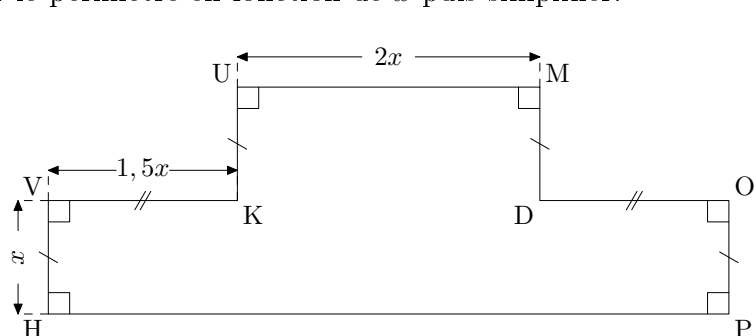 le périmètre en fonction de x puis simplifier.
2x
U M
1,5x
V O
K D
x
H P